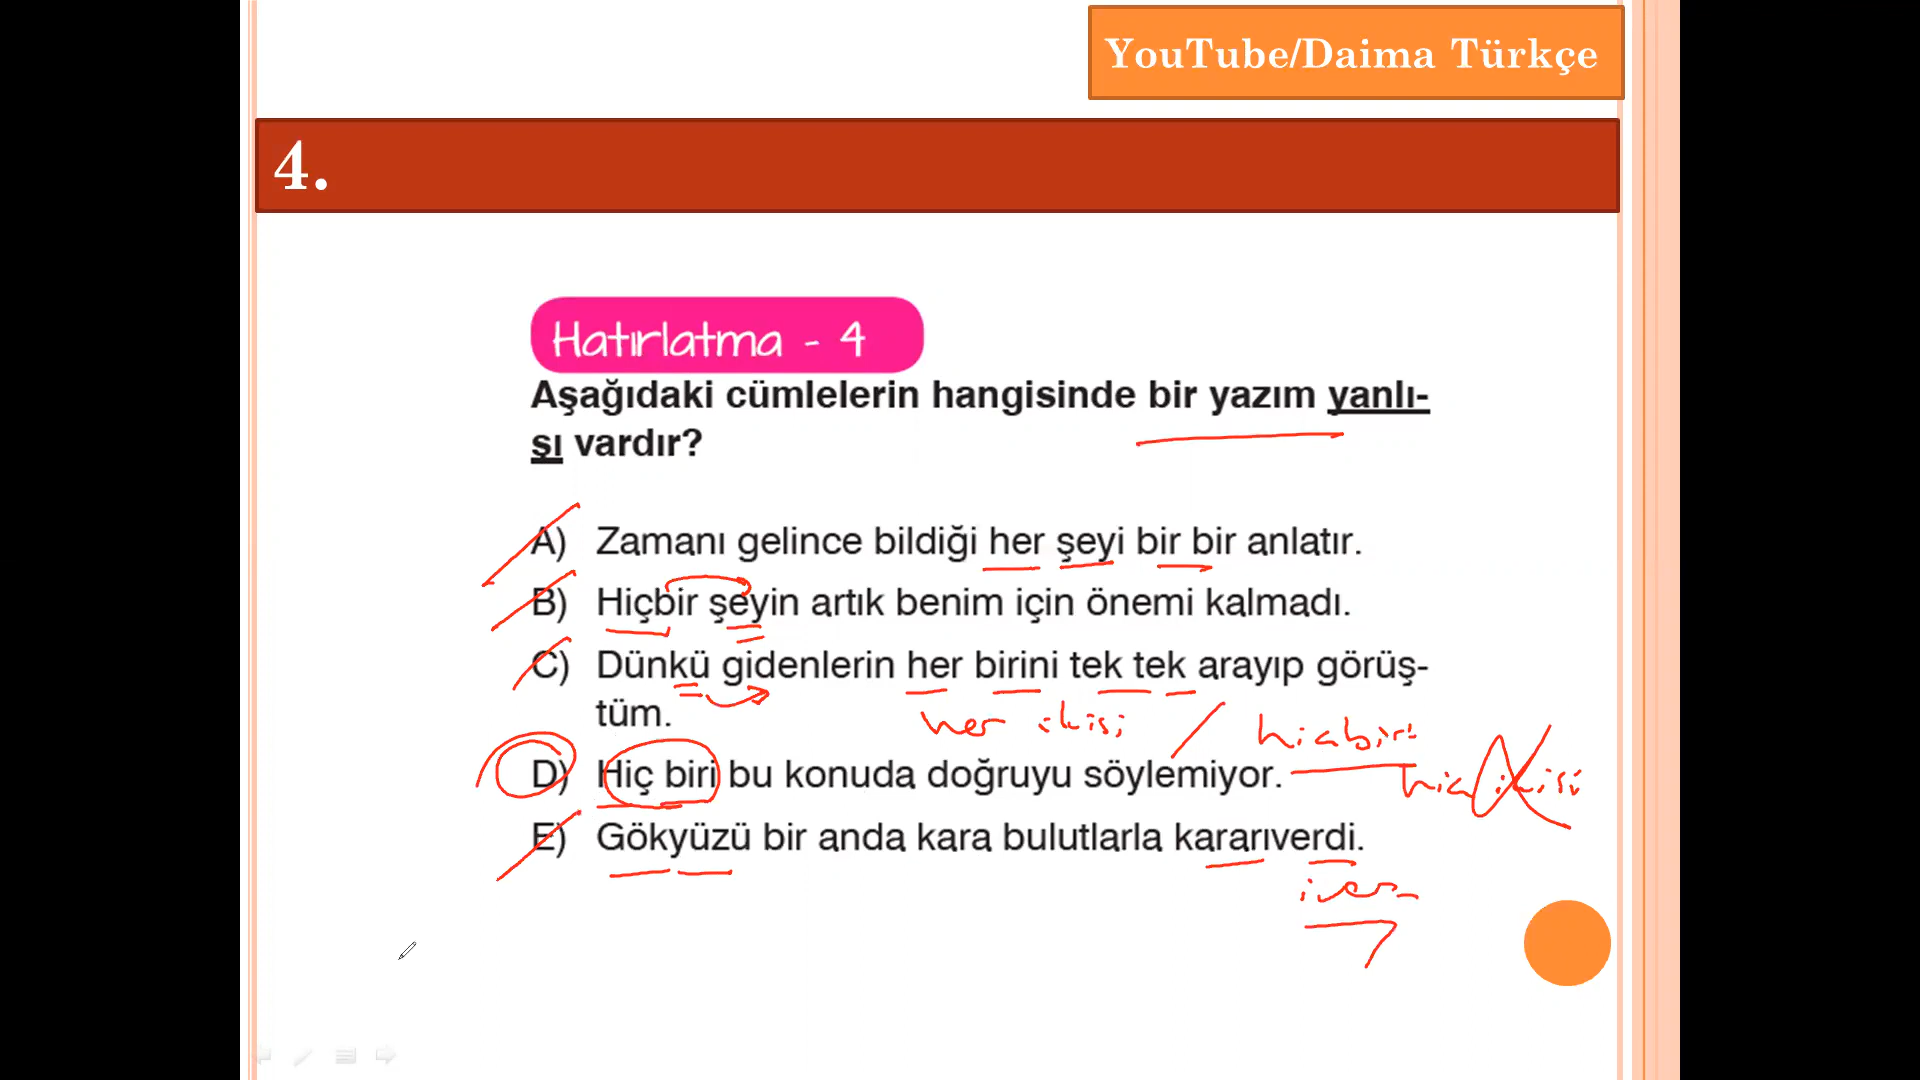 YouTube/Daima Türkçe
4.
Hatırlatma - 4
Aşağıdaki cümlelerin hangisinde bir yazım yanlı-
şı vardır?
A) Zamanı gelince bildiği her şeyi bir bir anlatır.
B) Hiçbir şeyin artık benim için önemi kalmadı.
C) Dünkü gidenlerin her birini tek tek arayıp görüş-
tüm.
her ikisi / hiçbiri
D) Hiç biri bu konuda doğruyu söylemiyor.
hiç ikisi
E) Gökyüzü bir anda kara bulutlarla kararıverdi.
iver-